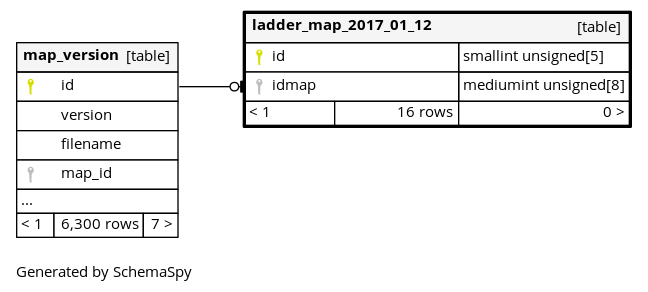 map_version [table]
id
version
filename
map_id
...
< 1 6,300 rows 7 >
ladder_map_2017_01_12 [table]
id smallint unsigned[5]
idmap mediumint unsigned[8]
< 1 16 rows 0 >
Generated by SchemaSpy